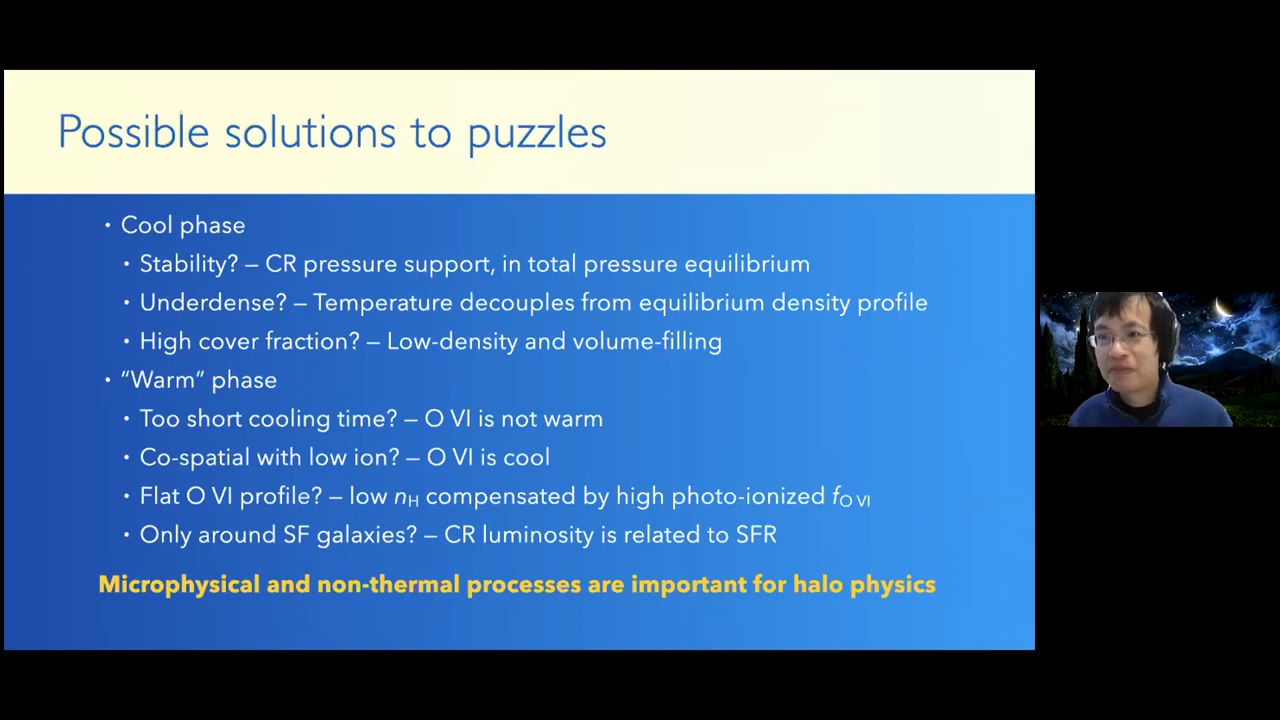 Possible solutions to puzzles
• Cool phase
• Stability? – CR pressure support, in total pressure equilibrium
• Underdense? – Temperature decouples from equilibrium density profile
• High cover fraction? – Low-density and volume-filling
• “Warm” phase
• Too short cooling time? – O VI is not warm
• Co-spatial with low ion? – O VI is cool
• Flat O VI profile? – low nH compensated by high photo-ionized fO VI
• Only around SF galaxies? – CR luminosity is related to SFR
Microphysical and non-thermal processes are important for halo physics